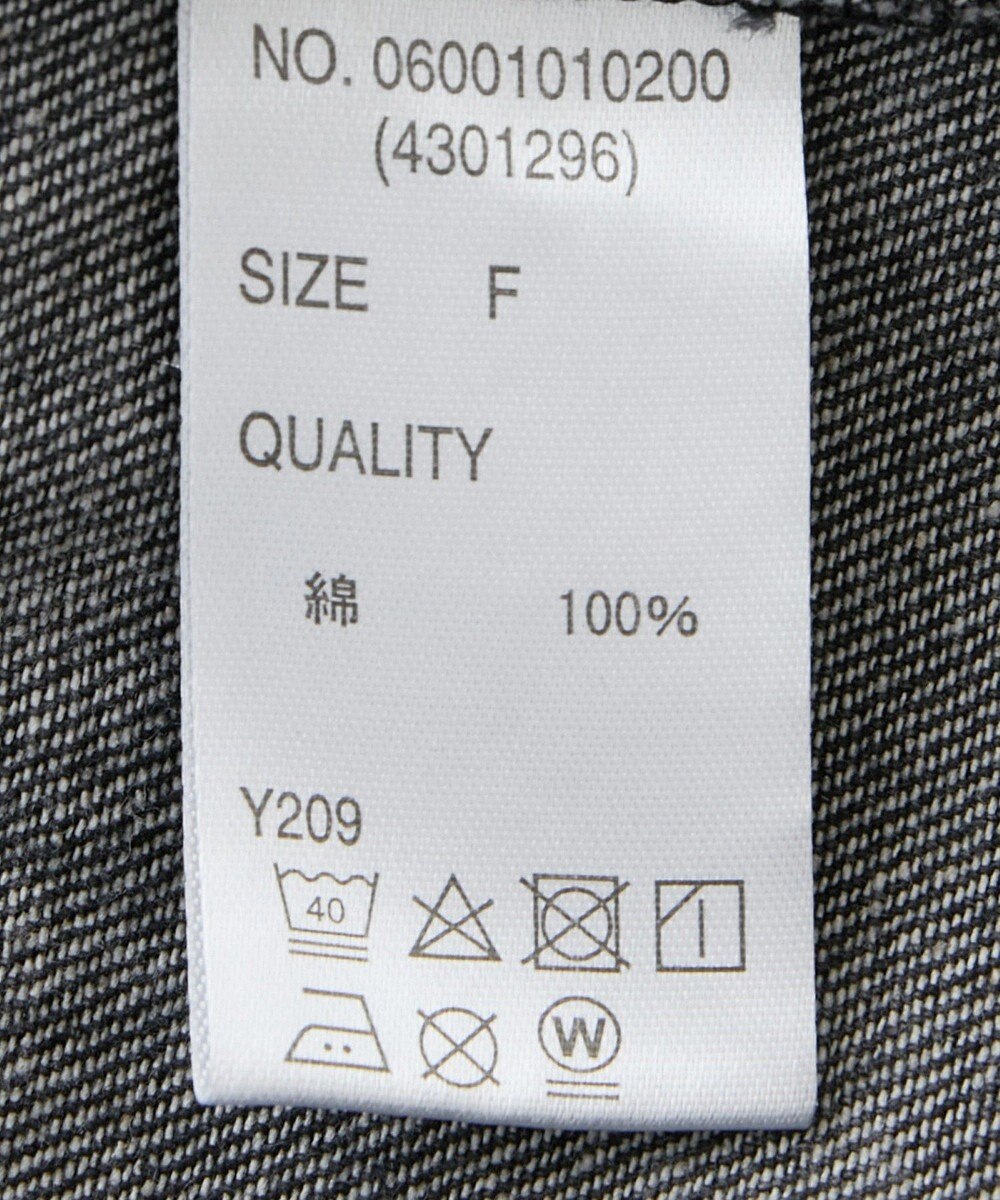 NO. 06001010200
(4301296)
SIZE F
QUALITY
綿 100%
Y209
40
W